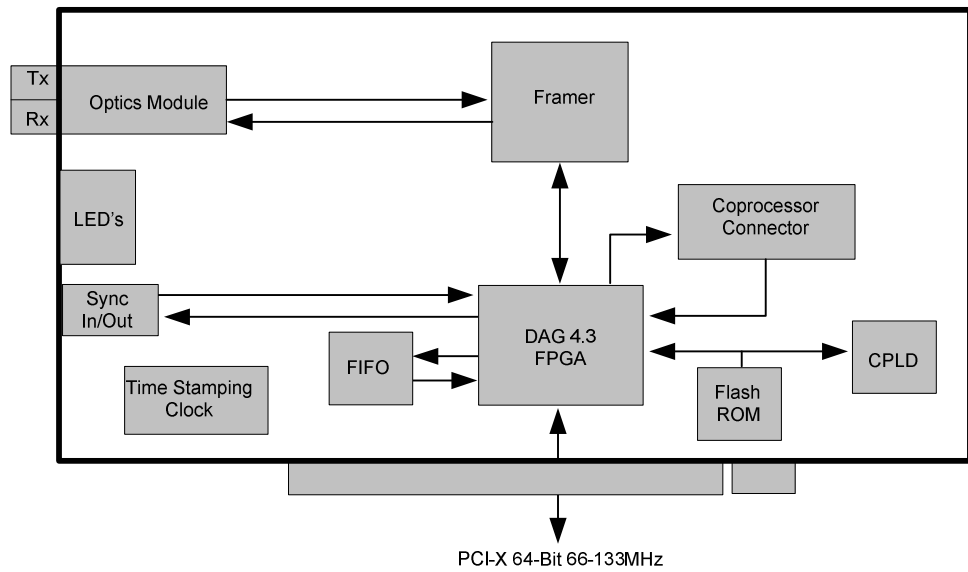 Tx
Optics Module
Rx
Framer
LED's
Coprocessor
Connector
Sync
In/Out
DAG 4.3
FPGA
FIFO
CPLD
Time Stamping
Clock
Flash
ROM
PCI-X 64-Bit 66-133MHz